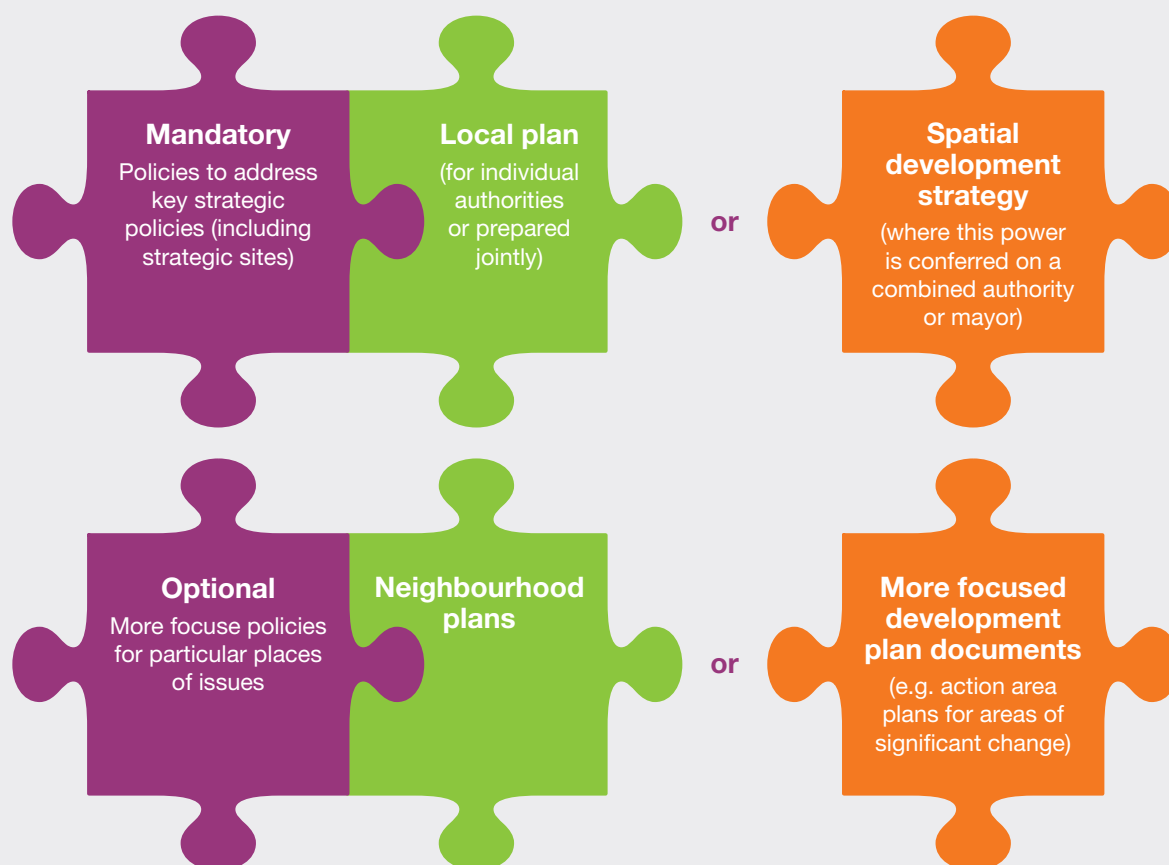 Mandatory
Policies to address
key strategic
policies (including
strategic sites)
Local plan
(for individual
authorities
or prepared
jointly)
or
Spatial
development
strategy
(where this power
is conferred on a
combined authority
or mayor)
Optional
More focuse policies
for particular places
of issues
Neighbourhood
plans
or
More focused
development
plan documents
(e.g. action area
plans for areas of
significant change)